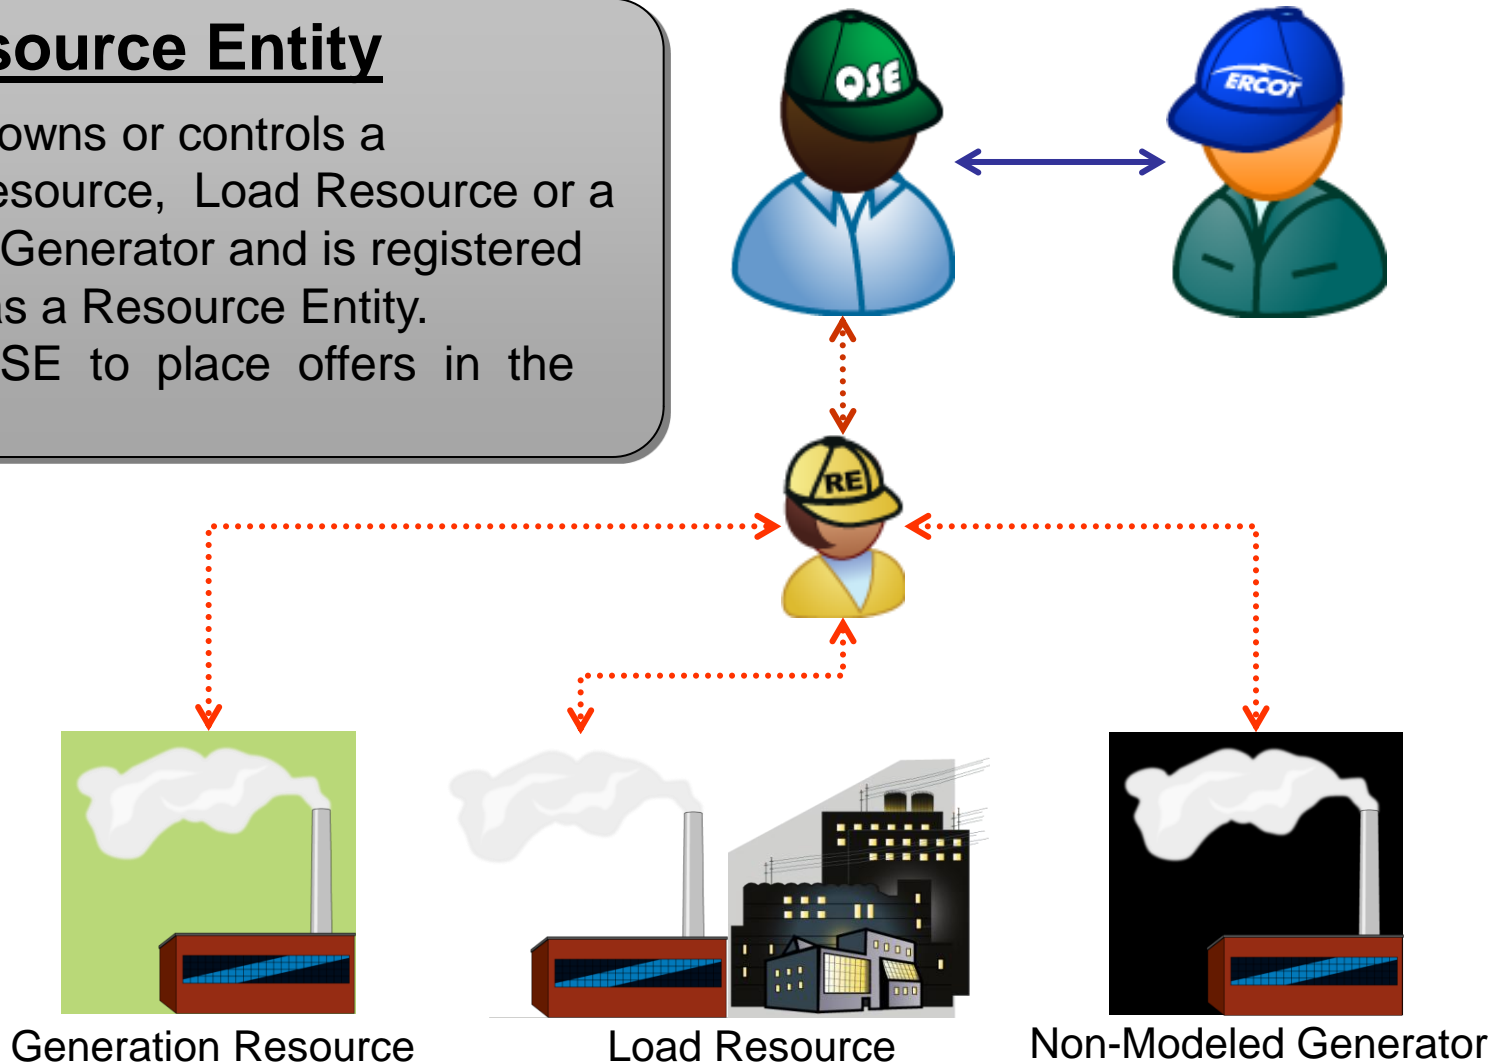 source Entity
owns or controls a
esource, Load Resource or a
Generator and is registered
as a Resource Entity.
SE to place offers in the
QSE
ERCOT
RE
Generation Resource
Load Resource
Non-Modeled Generator